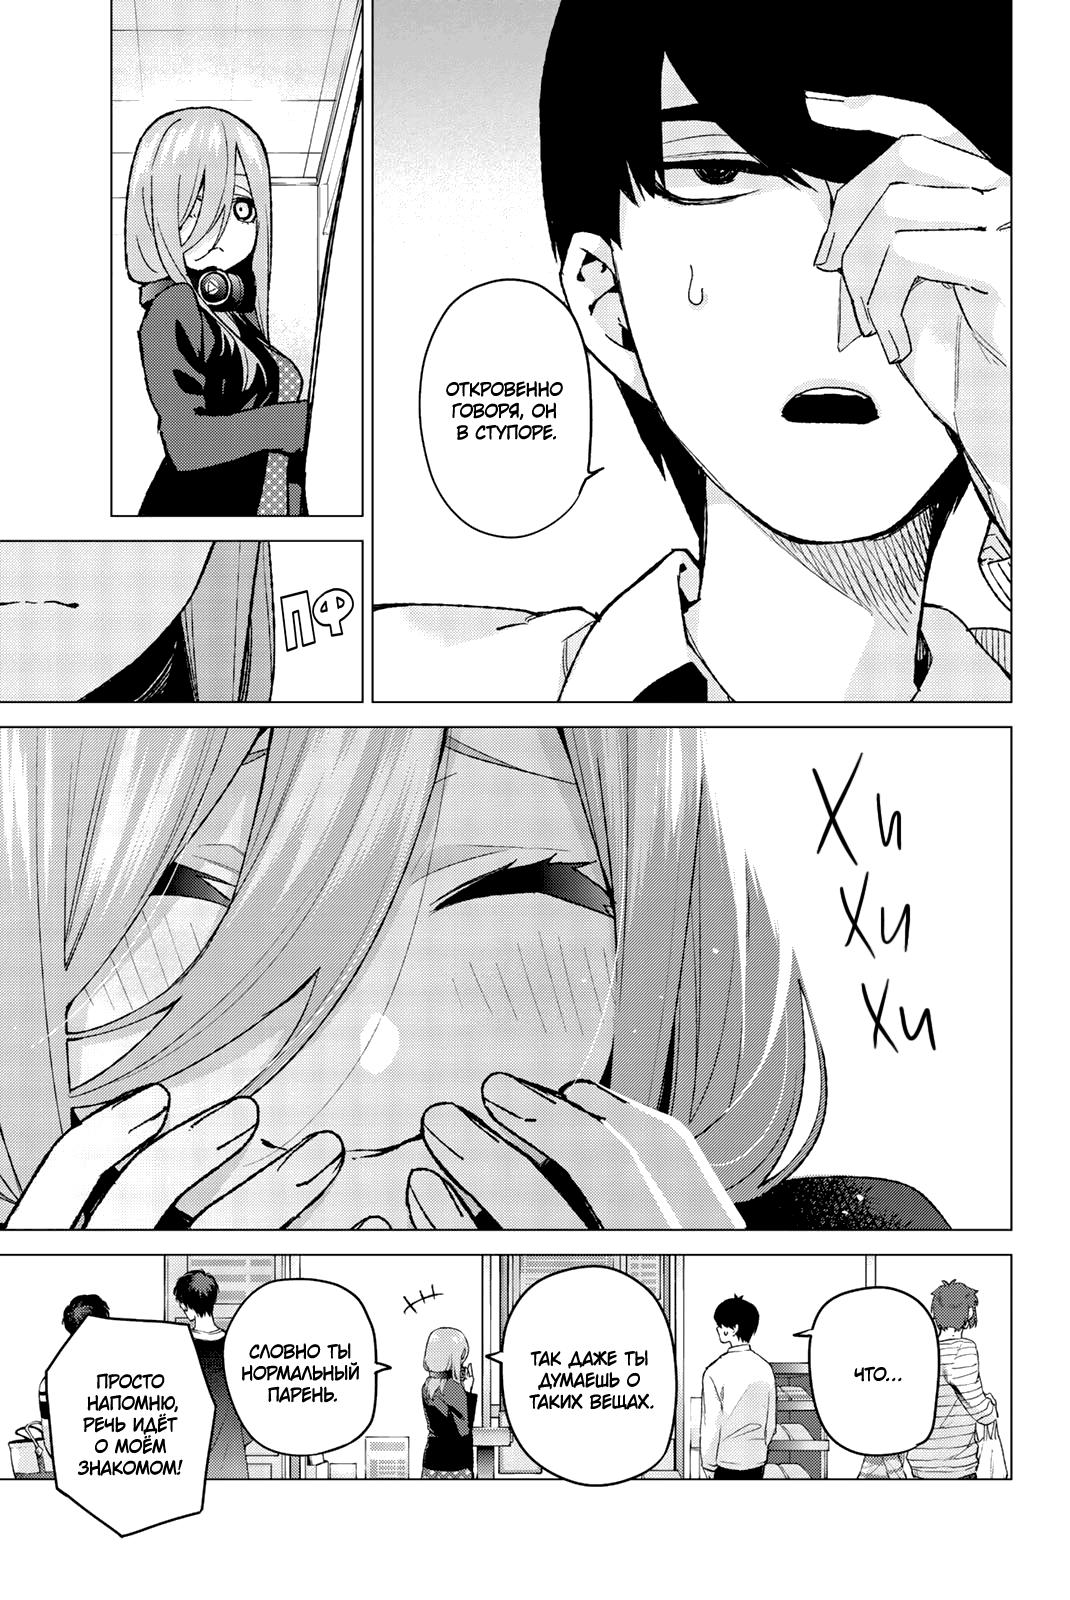 ОТКРОВЕННО
ГОВОРЯ, ОН
В СТУПОРЕ.
ПФ
ХИ
ХИ
ХИ
ЧТО...
ТАК ДАЖЕ ТЫ
ДУМАЕШЬ О
ТАКИХ ВЕЩАХ.
СЛОВНО ТЫ
НОРМАЛЬНЫЙ
ПАРЕНЬ.
ПРОСТО
НАПОМНЮ,
РЕЧЬ ИДЁТ
О МОЁМ
ЗНАКОМОМ!